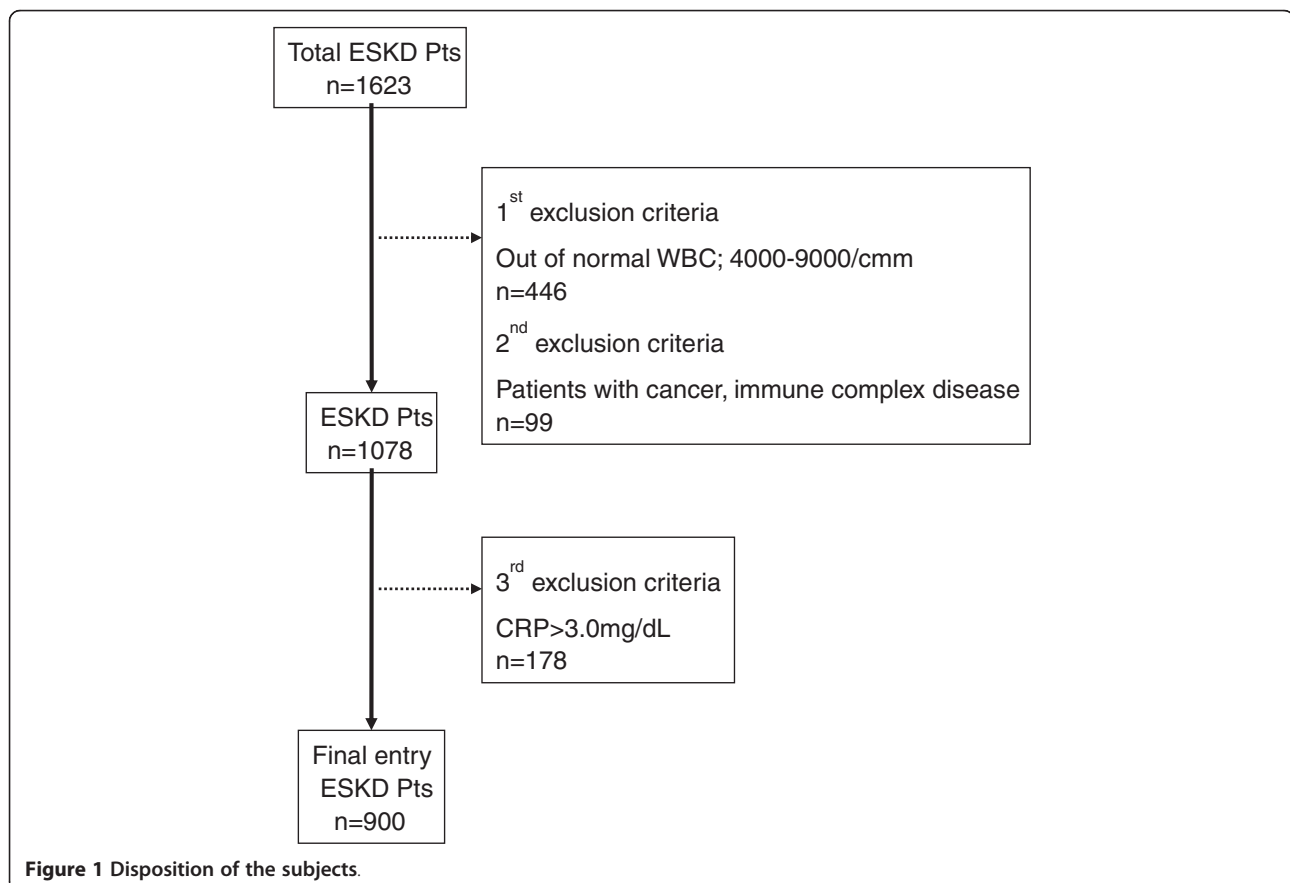 Total ESKD Pts
n=1623
1st exclusion criteria
Out of normal WBC; 4000-9000/cmm
n=446
2nd exclusion criteria
Patients with cancer, immune complex disease
n=99
ESKD Pts
n=1078
3rd exclusion criteria
CRP>3.0mg/dL
n=178
Final entry
ESKD Pts
n=900
Figure 1 Disposition of the subjects.